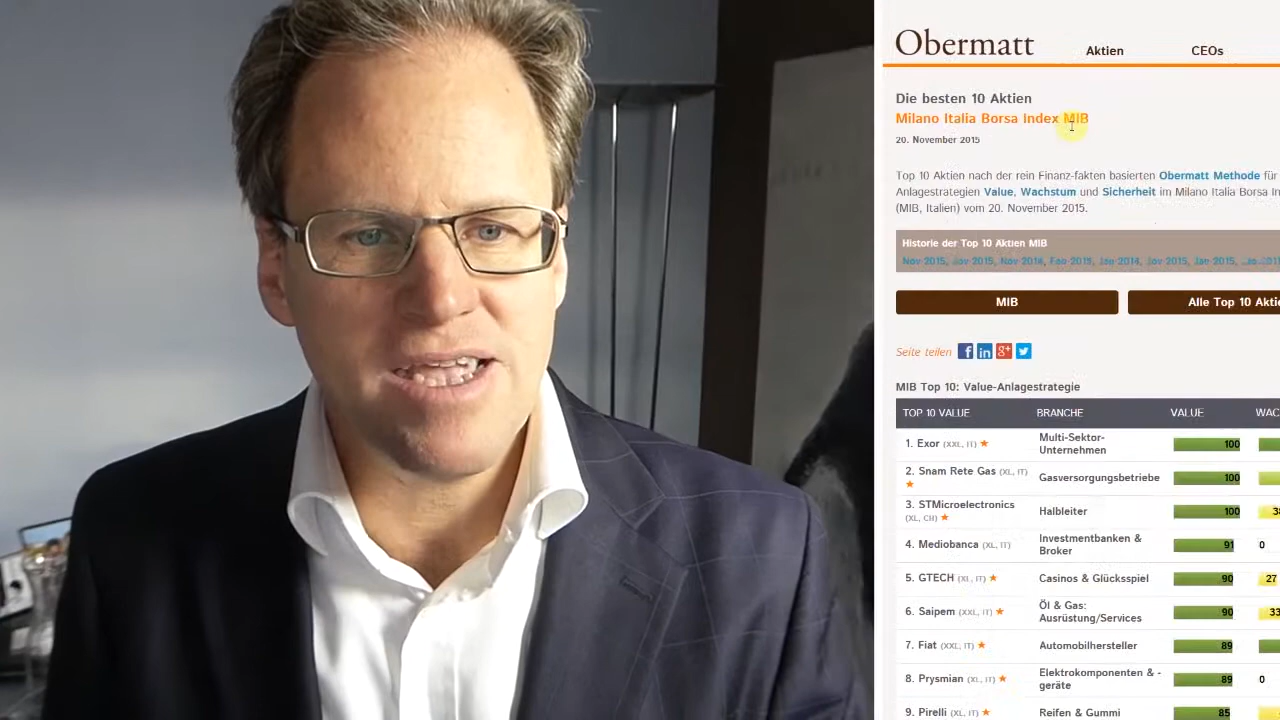 Obermatt
Aktien
CEOs
Die besten 10 Aktien
Milano Italia Borsa Index MIB
20. November 2015
Top 10 Aktien nach der rein Finanz-fakten basierten Obermatt Methode für
Anlagestrategien Value, Wachstum und Sicherheit im Milano Italia Borsa
(MIB, Italien) vom 20. November 2015.
Historie der Top 10 Aktien MIB
Nov 2015,
MIB
Alle Top 10
Seite teilen
MIB Top 10: Value-Anlagestrategie
TOP 10 VALUE BRANCHE VALUE
1. Exor (XXL, IT) ★ Multi-Sektor-
Unternehmen 100
2. Snam Rete Gas (XL, IT)
★ Gasversorgungsbetriebe 100
3. STMicroelectronics
(XL, CH) ★ Halbleiter 100
4. Mediobanca (XL, IT) Investmentbanken &
Broker 91 0
5. GTECH (XL, IT) ★ Casinos & Glücksspiel 90 27
6. Saipem (XXL, IT) ★ Öl & Gas:
Ausrüstung/Services 90 33
7. Fiat (XXL, IT) ★ Automobilhersteller 89
8. Prysmian (XL, IT) ★ Elektrokomponenten & -
geräte 89 0
9. Pirelli (XL, IT) ★ Reifen & Gummi 85